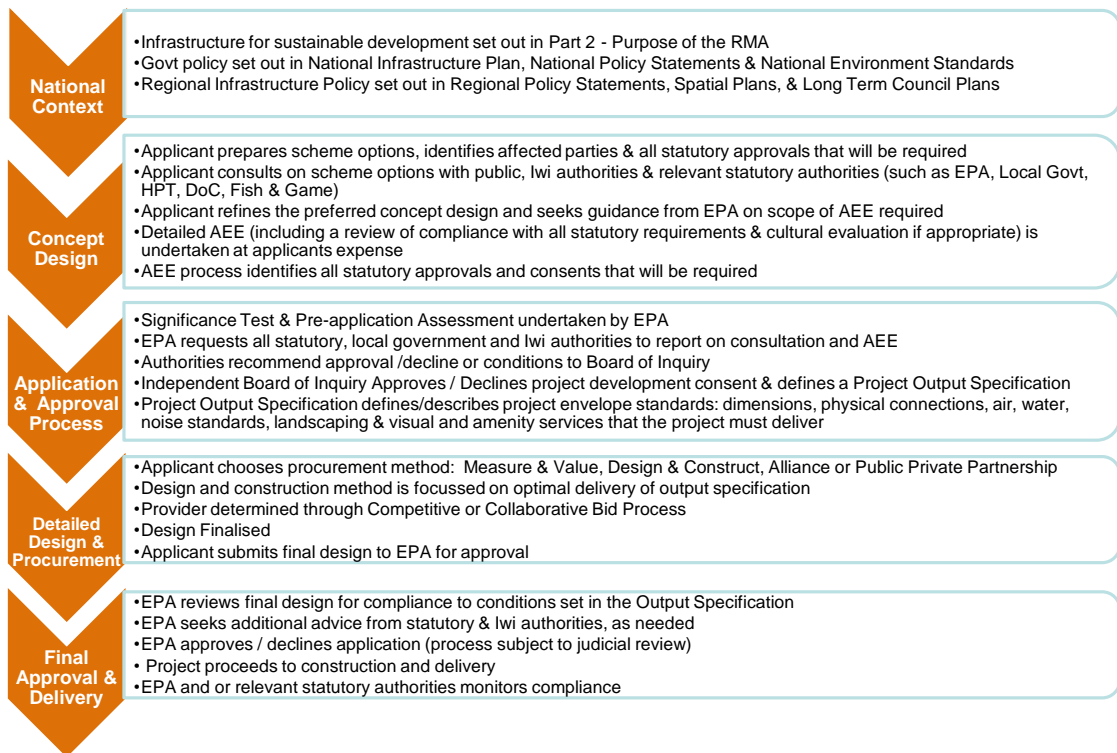 National
Context
•Infrastructure for sustainable development set out in Part 2 - Purpose of the RMA
•Govt policy set out in National Infrastructure Plan, National Policy Statements & National Environment Standards
•Regional Infrastructure Policy set out in Regional Policy Statements, Spatial Plans, & Long Term Council Plans
Concept
Design
•Applicant prepares scheme options, identifies affected parties & all statutory approvals that will be required
•Applicant consults on scheme options with public, Iwi authorities & relevant statutory authorities (such as EPA, Local Govt,
HPT, DoC, Fish & Game)
•Applicant refines the preferred concept design and seeks guidance from EPA on scope of AEE required
•Detailed AEE (including a review of compliance with all statutory requirements & cultural evaluation if appropriate) is
undertaken at applicants expense
•AEE process identifies all statutory approvals and consents that will be required
Application
& Approval
Process
•Significance Test & Pre-application Assessment undertaken by EPA
•EPA requests all statutory, local government and Iwi authorities to report on consultation and AEE
•Authorities recommend approval /decline or conditions to Board of Inquiry
•Independent Board of Inquiry Approves / Declines project development consent & defines a Project Output Specification
•Project Output Specification defines/describes project envelope standards: dimensions, physical connections, air, water,
noise standards, landscaping & visual and amenity services that the project must deliver
Detailed
Design &
Procurement
•Applicant chooses procurement method: Measure & Value, Design & Construct, Alliance or Public Private Partnership
•Design and construction method is focussed on optimal delivery of output specification
•Provider determined through Competitive or Collaborative Bid Process
•Design Finalised
•Applicant submits final design to EPA for approval
Final
Approval &
Delivery
•EPA reviews final design for compliance to conditions set in the Output Specification
•EPA seeks additional advice from statutory & Iwi authorities, as needed
•EPA approves / declines application (process subject to judicial review)
• Project proceeds to construction and delivery
•EPA and or relevant statutory authorities monitors compliance